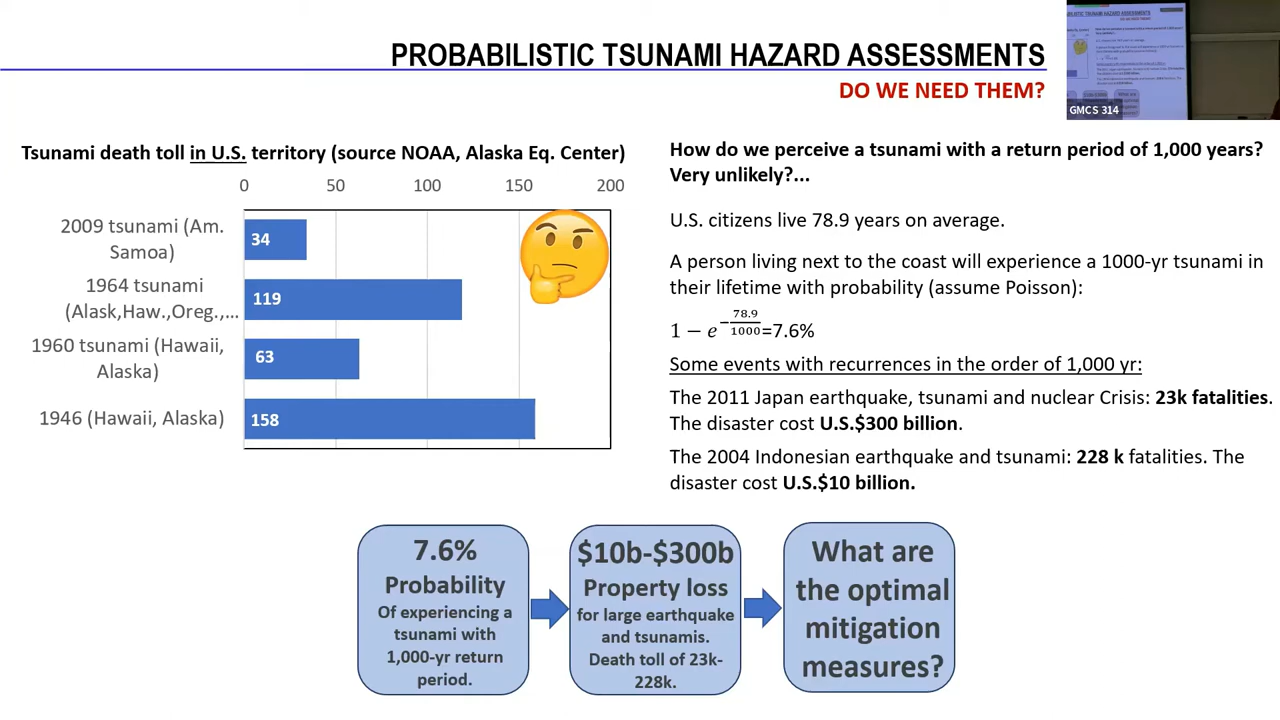 PROBABILISTIC TSUNAMI HAZARD ASSESSMENTS
DO WE NEED THEM?
GMCS 314
Tsunami death toll in U.S. territory (source NOAA, Alaska Eq. Center)
0 50 100 150 200
2009 tsunami (Am.
Samoa)
34
1964 tsunami
(Alask,Haw.,Oreg.,...
119
1960 tsunami (Hawaii,
Alaska)
63
1946 (Hawaii, Alaska)
158
How do we perceive a tsunami with a return period of 1,000 years?
Very unlikely?...
U.S. citizens live 78.9 years on average.
A person living next to the coast will experience a 1000-yr tsunami in
their lifetime with probability (assume Poisson):
1 − e^−78.9/1000=7.6%
Some events with recurrences in the order of 1,000 yr:
The 2011 Japan earthquake, tsunami and nuclear Crisis: 23k fatalities.
The disaster cost U.S.$300 billion.
The 2004 Indonesian earthquake and tsunami: 228 k fatalities. The
disaster cost U.S.$10 billion.
7.6%
Probability
Of experiencing a
tsunami with
1,000-yr return
period.
$10b-$300b
Property loss
for large earthquake
and tsunamis.
Death toll of 23k-
228k.
What are
the optimal
mitigation
measures?